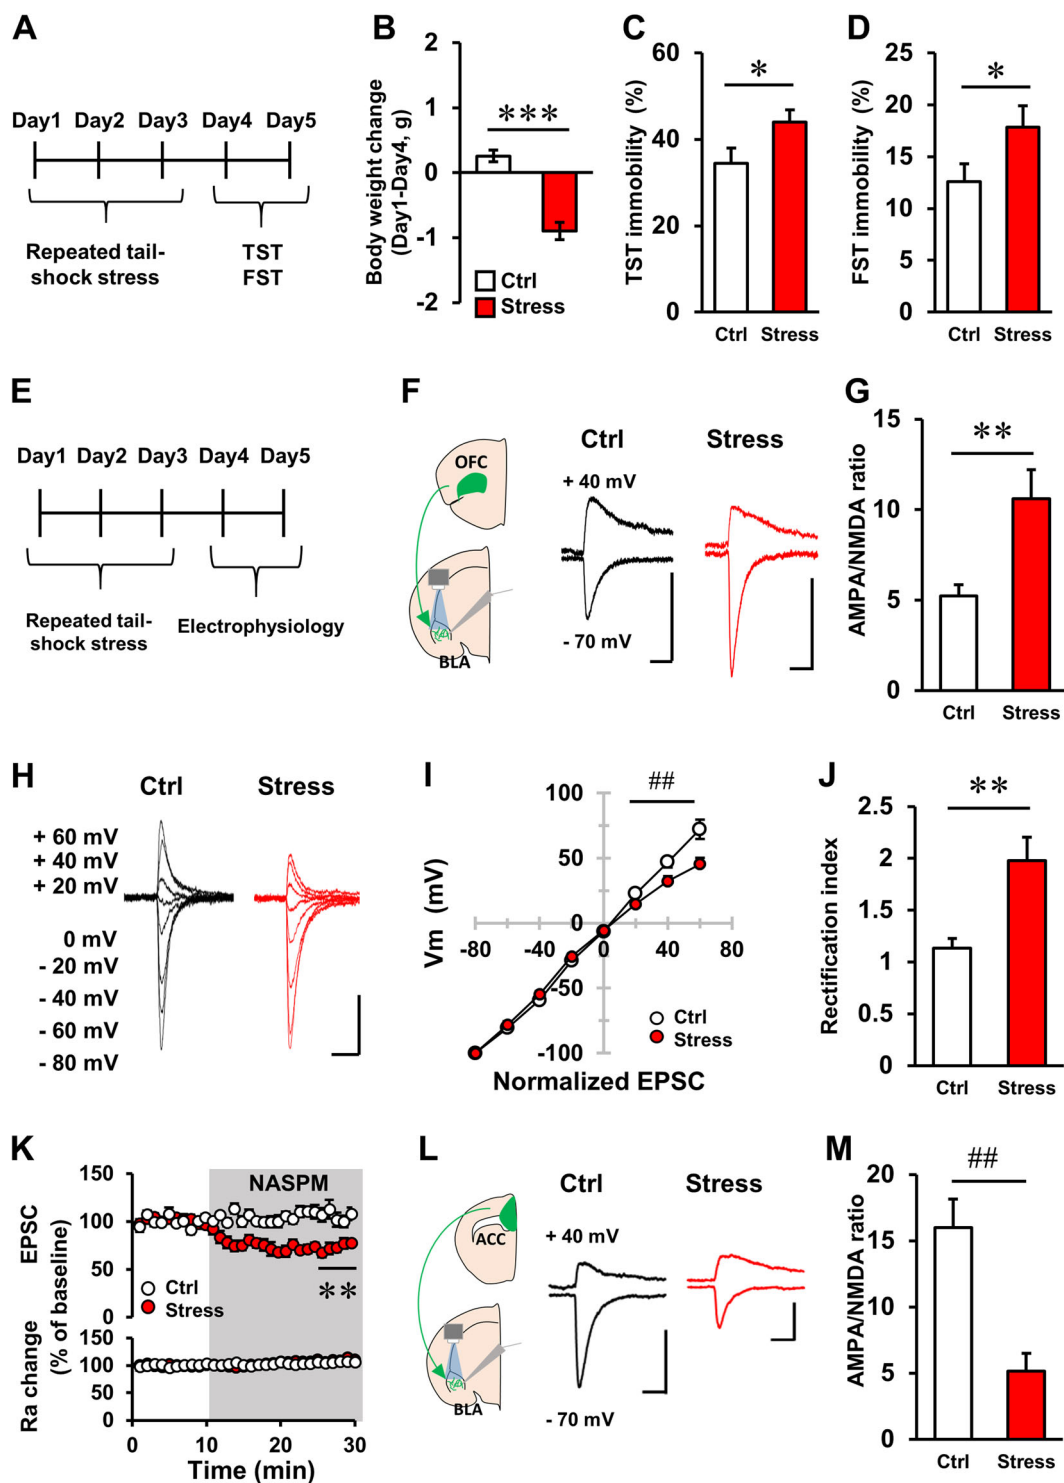 A
Day1 Day2 Day3 Day4 Day5
Repeated tail-
shock stress
TST
FST
B
Body weight change
(Day1-Day4, g)
2
1
0
-1
-2
***
Ctrl
Stress
C
TST immobility (%)
60
40
20
0
*
Ctrl Stress
D
FST immobility (%)
25
20
15
10
5
0
*
Ctrl Stress
E
Day1 Day2 Day3 Day4 Day5
Repeated tail-
shock stress
Electrophysiology
F
OFC
BLA
Ctrl Stress
+ 40 mV
- 70 mV
G
AMPA/NMDA ratio
15
10
5
0
**
Ctrl Stress
H
Ctrl Stress
+ 60 mV
+ 40 mV
+ 20 mV
0 mV
- 20 mV
- 40 mV
- 60 mV
- 80 mV
I
Vm (mV)
100
50
0
-50
-100
-80 -40 0 40 80
##
Ctrl
Stress
Normalized EPSC
J
Rectification index
2.5
2
1.5
1
0.5
0
**
Ctrl Stress
K
EPSC
Ra change
(% of baseline)
150
100
50
0
NASPM
**
Ctrl
Stress
150
100
50
0
0 10 20 30
Time (min)
L
ACC
BLA
Ctrl Stress
+ 40 mV
- 70 mV
M
AMPA/NMDA ratio
20
15
10
5
0
##
Ctrl Stress